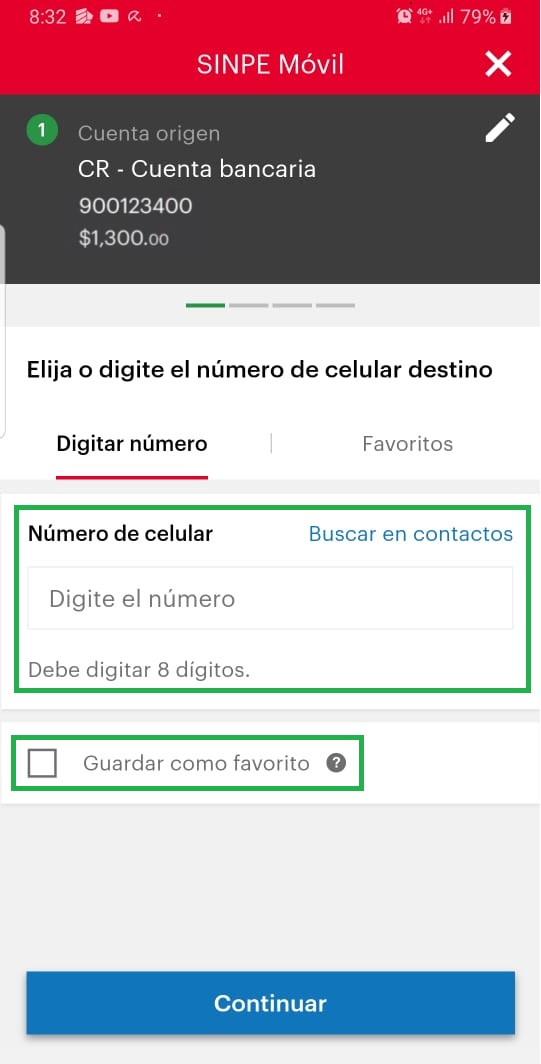 8:32
4G+ 79%
SINPE Móvil
1 Cuenta origen
CR - Cuenta bancaria
900123400
$1,300.00
Elija o digite el número de celular destino
Digitar número | Favoritos
Número de celular Buscar en contactos
Digite el número
Debe digitar 8 dígitos.
Guardar como favorito ?
Continuar